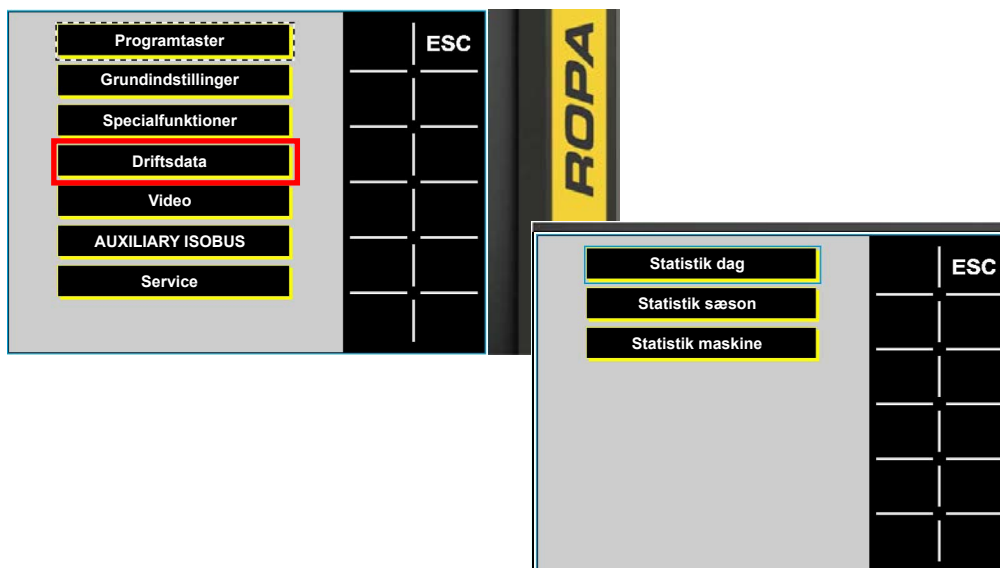 Programtaster
ESC
Grundindstillinger
Specialfunktioner
Driftsdata
Video
AUXILIARY ISOBUS
Service
ROPA
Statistik dag
ESC
Statistik sæson
Statistik maskine